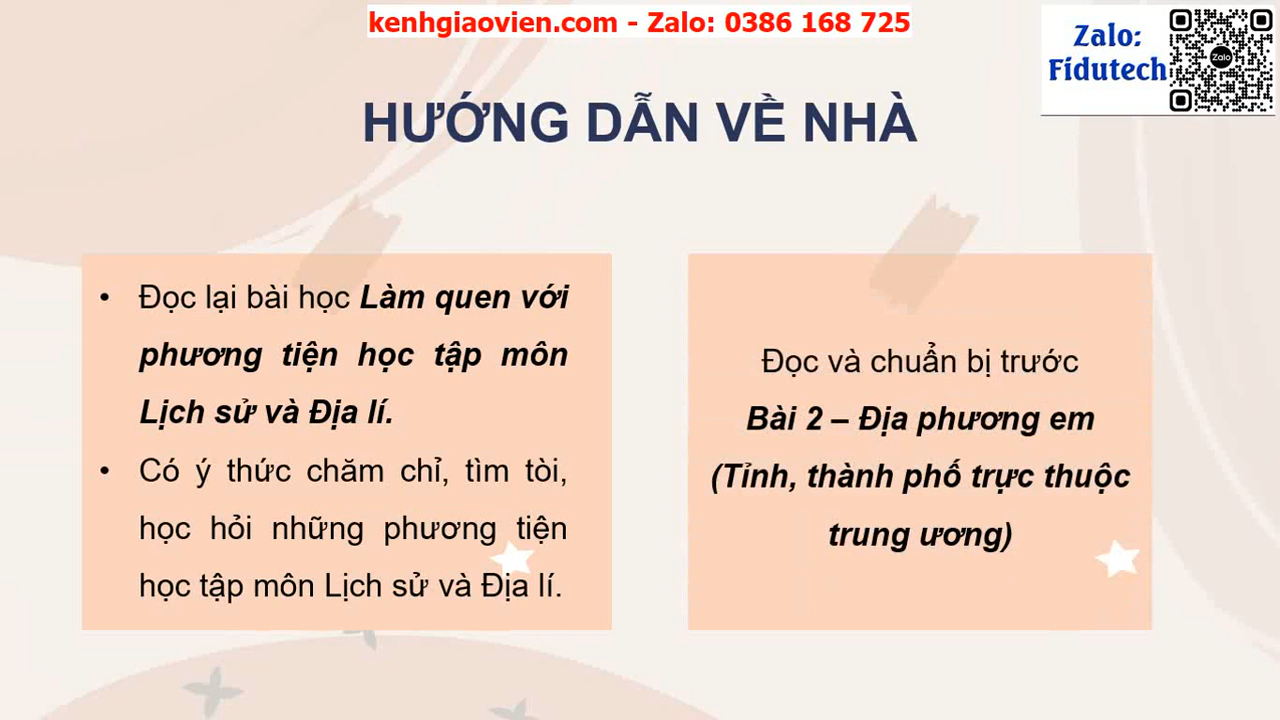 kenhgiaovien.com - Zalo: 0386 168 725
Zalo:
Fidutech
Zalo
HƯỚNG DẪN VỀ NHÀ
• Đọc lại bài học Làm quen với
phương tiện học tập môn
Lịch sử và Địa lí.
• Có ý thức chăm chỉ, tìm tòi,
học hỏi những phương tiện
học tập môn Lịch sử và Địa lí.
Đọc và chuẩn bị trước
Bài 2 – Địa phương em
(Tỉnh, thành phố trực thuộc
trung ương)